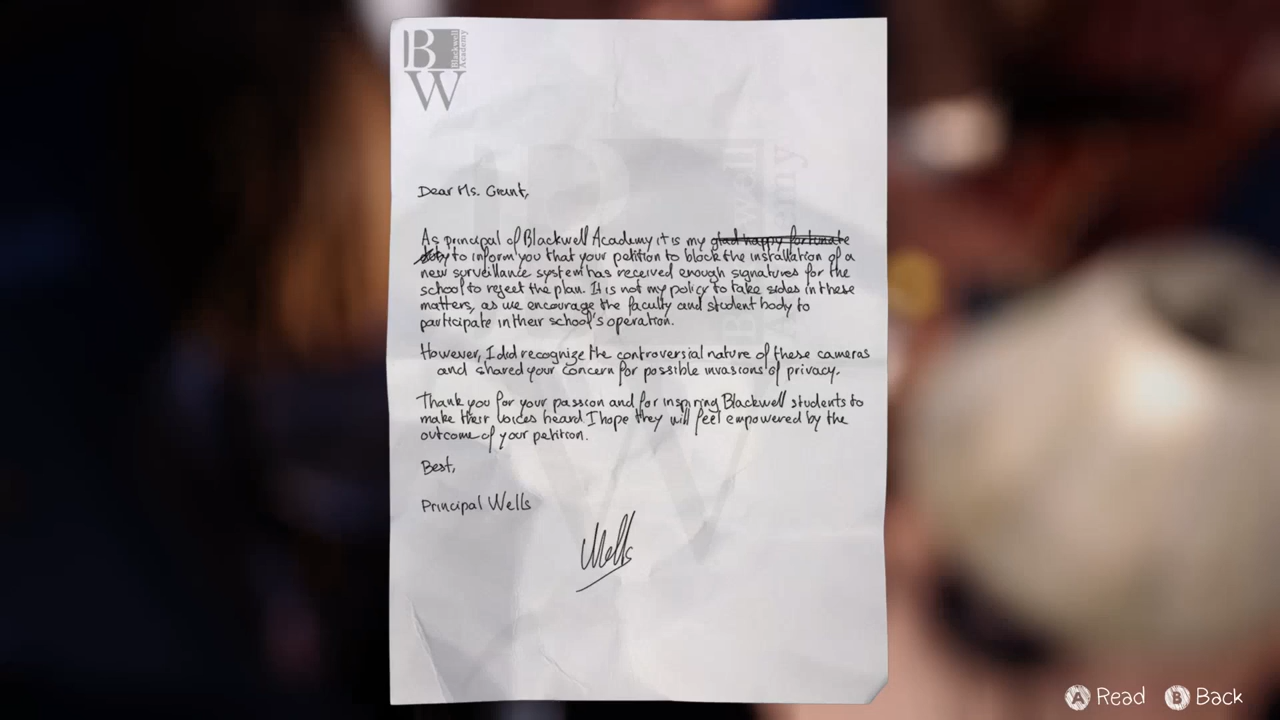 B
W
Blackwell
Academy
Dear Ms. Grant,
As principal of Blackwell Academy it is my glad happy fortunate
duty to inform you that your petition to block the installation of a
new surveillance system has received enough signatures for the
school to reject the plan. It is not my policy to take sides in these
matters, as we encourage the faculty and student body to
participate in their school's operation.
However, I did recognize the controversial nature of these cameras
and shared your concern for possible invasions of privacy.
Thank you for your passion and for inspiring Blackwell students to
make their voices heard I hope they will feel empowered by the
outcome of your petition.
Best,
Principal Wells
Wells
A Read B Back